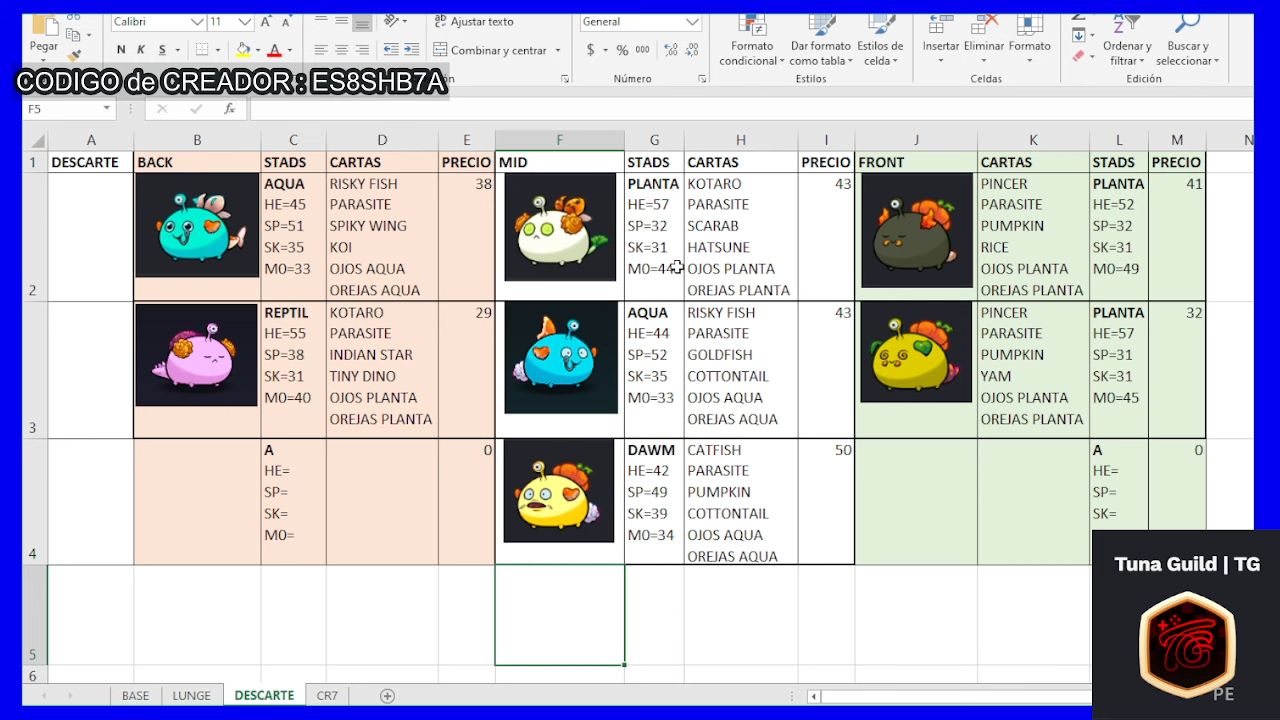 Calibri 11 Ajustar texto General
Pegar N K S Combinar y centrar $ % 000 Formato condicional Dar formato como tabla Estilos de celda Insertar Eliminar Formato Ordenar y filtrar Buscar y seleccionar
Número Estilos Celdas Edición
CODIGO de CREADOR : ES8SHB7A
F5 fx
A B C D E F G H I J K L M N
1 DESCARTE BACK STADS CARTAS PRECIO MID STADS CARTAS PRECIO FRONT CARTAS STADS PRECIO
AQUA RISKY FISH 38 PLANTA KOTARO 43 PINCER PLANTA 41
HE=45 PARASITE HE=57 PARASITE PARASITE HE=52
SP=51 SPIKY WING SP=32 SCARAB PUMPKIN SP=32
SK=35 KOI SK=31 HATSUNE RICE SK=31
M0=33 OJOS AQUA M0=44 OJOS PLANTA OJOS PLANTA M0=49
2 OREJAS AQUA OREJAS PLANTA OREJAS PLANTA
REPTIL KOTARO 29 AQUA RISKY FISH 43 PINCER PLANTA 32
HE=55 PARASITE HE=44 PARASITE PARASITE HE=57
SP=38 INDIAN STAR SP=52 GOLDFISH PUMPKIN SP=31
SK=31 TINY DINO SK=35 COTTONTAIL YAM SK=31
M0=40 OJOS PLANTA M0=33 OJOS AQUA OJOS PLANTA M0=45
3 OREJAS PLANTA OREJAS AQUA OREJAS PLANTA
A 0 DAWM CATFISH 50 A 0
HE= HE=42 PARASITE HE=
SP= SP=49 PUMPKIN SP=
SK= SK=39 COTTONTAIL SK=
M0= M0=34 OJOS AQUA
4 OREJAS AQUA
Tuna Guild | TG
5
6
TG
PE
BASE LUNGE DESCARTE CR7